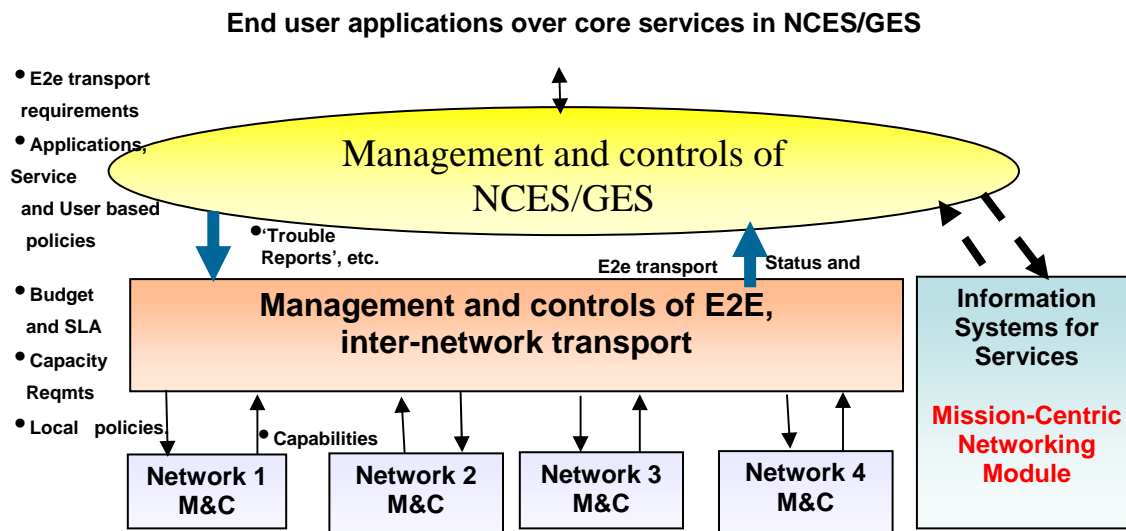 End user applications over core services in NCES/GES
• E2e transport
requirements
• Applications,
Service
and User based
policies
Management and controls of
NCES/GES
• ‘Trouble
Reports’, etc.
E2e transport
Status and
• Budget
and SLA
• Capacity
Reqmts
• Local policies.
Management and controls of E2E,
inter-network transport
Information
Systems for
Services
Mission-Centric
Networking
Module
• Capabilities
Network 1
M&C
Network 2
M&C
Network 3
M&C
Network 4
M&C